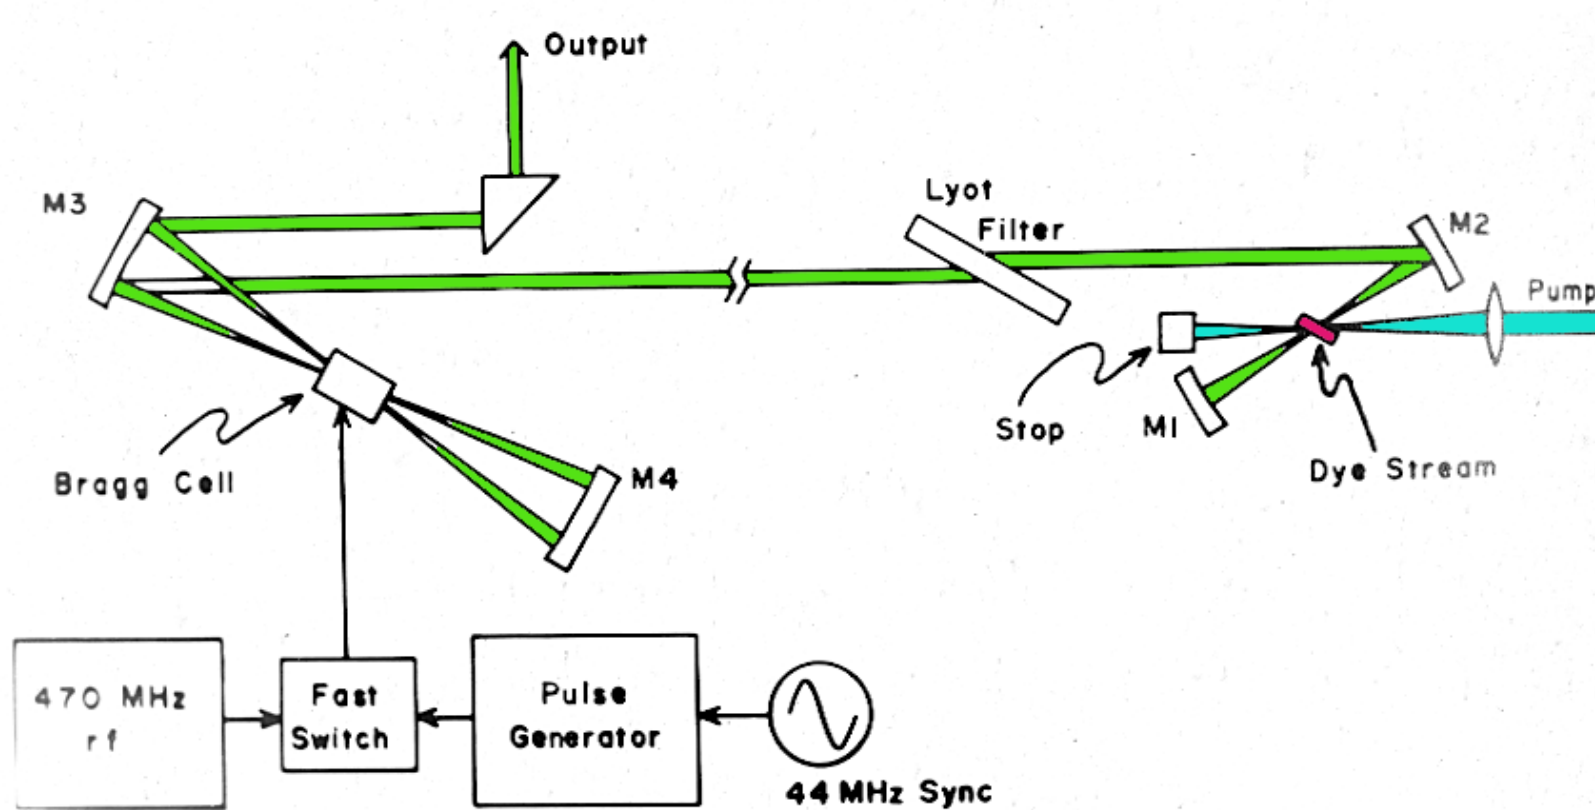 Output
M3
Lyot
Filter
M2
Pump
Stop
M1
Dye Stream
Bragg Cell
M4
470 MHz
rf
Fast
Switch
Pulse
Generator
44 MHz Sync